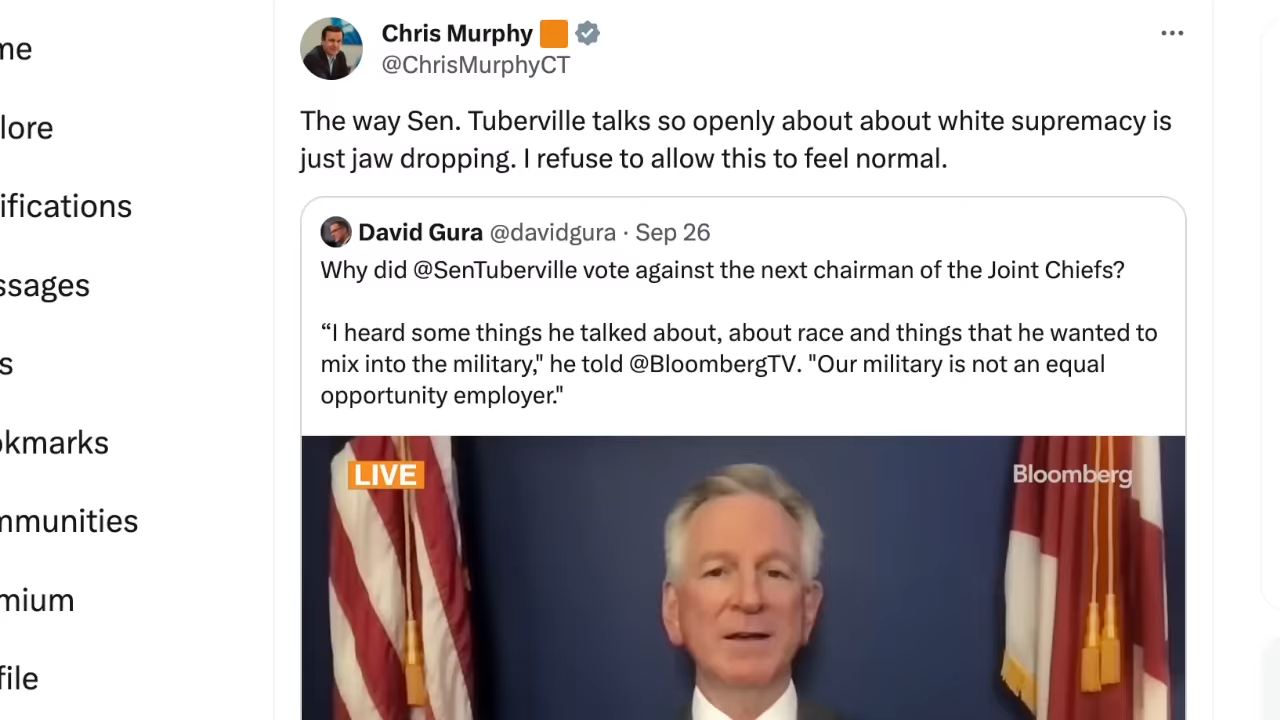 Chris Murphy
@ChrisMurphyCT
me
lore
ifications
ssages
s
okmarks
mmunities
mium
file
The way Sen. Tuberville talks so openly about about white supremacy is
just jaw dropping. I refuse to allow this to feel normal.
David Gura @davidgura · Sep 26
Why did @SenTuberville vote against the next chairman of the Joint Chiefs?
“I heard some things he talked about, about race and things that he wanted to
mix into the military," he told @BloombergTV. "Our military is not an equal
opportunity employer."
LIVE
Bloomberg